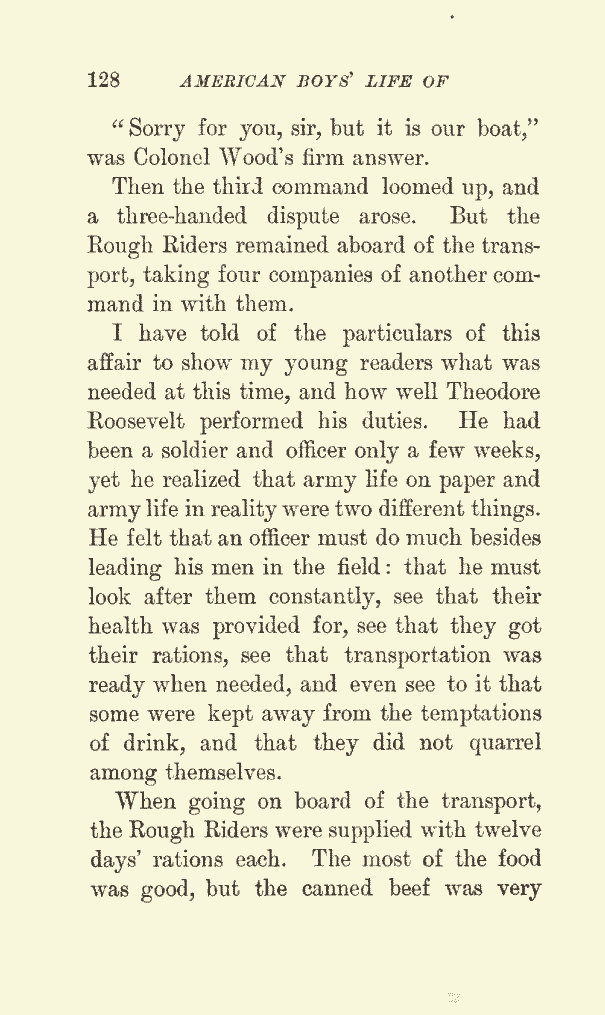 128 AMERICAN BOYS' LIFE OF
“Sorry for you, sir, but it is our boat,”
was Colonel Wood's firm answer.
Then the third command loomed up, and
a three-handed dispute arose. But the
Rough Riders remained aboard of the trans-
port, taking four companies of another com-
mand in with them.
I have told of the particulars of this
affair to show my young readers what was
needed at this time, and how well Theodore
Roosevelt performed his duties. He had
been a soldier and officer only a few weeks,
yet he realized that army life on paper and
army life in reality were two different things.
He felt that an officer must do much besides
leading his men in the field: that he must
look after them constantly, see that their
health was provided for, see that they got
their rations, see that transportation was
ready when needed, and even see to it that
some were kept away from the temptations
of drink, and that they did not quarrel
among themselves.
When going on board of the transport,
the Rough Riders were supplied with twelve
days' rations each. The most of the food
was good, but the canned beef was very